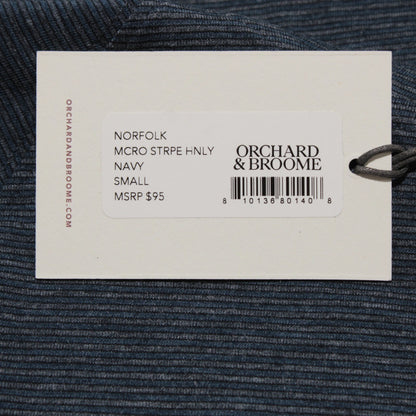 ORCHARDANDBROOME.COM
NORFOLK
MCRO STRPE HNLY
NAVY
SMALL
MSRP $95
ORCHARD
& BROOME
8 10136 80140 8